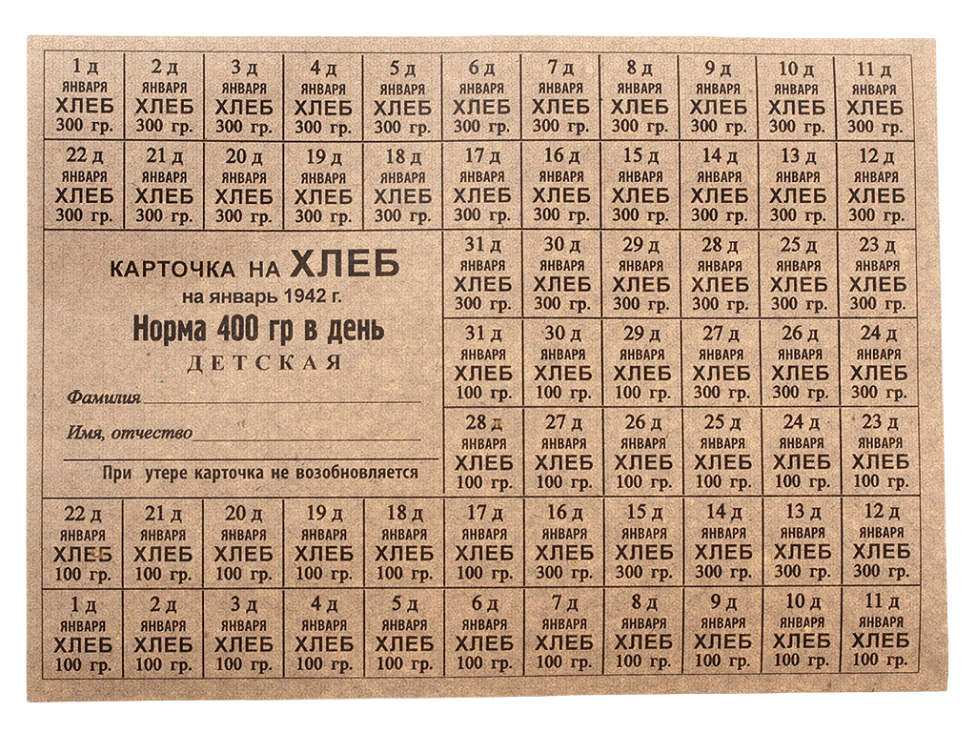 1 д 2 д 3 д 4 д 5 д 6 д 7 д 8 д 9 д 10 д 11 д
ЯНВАРЯ ЯНВАРЯ ЯНВАРЯ ЯНВАРЯ ЯНВАРЯ ЯНВАРЯ ЯНВАРЯ ЯНВАРЯ ЯНВАРЯ ЯНВАРЯ ЯНВАРЯ
ХЛЕБ ХЛЕБ ХЛЕБ ХЛЕБ ХЛЕБ ХЛЕБ ХЛЕБ ХЛЕБ ХЛЕБ ХЛЕБ ХЛЕБ
300 гр. 300 гр. 300 гр. 300 гр. 300 гр. 300 гр. 300 гр. 300 гр. 300 гр. 300 гр. 300 гр.
22 д 21 д 20 д 19 д 18 д 17 д 16 д 15 д 14 д 13 д 12 д
ЯНВАРЯ ЯНВАРЯ ЯНВАРЯ ЯНВАРЯ ЯНВАРЯ ЯНВАРЯ ЯНВАРЯ ЯНВАРЯ ЯНВАРЯ ЯНВАРЯ ЯНВАРЯ
ХЛЕБ ХЛЕБ ХЛЕБ ХЛЕБ ХЛЕБ ХЛЕБ ХЛЕБ ХЛЕБ ХЛЕБ ХЛЕБ ХЛЕБ
300 гр. 300 гр. 300 гр. 300 гр. 300 гр. 300 гр. 300 гр. 300 гр. 300 гр. 300 гр. 300 гр.
КАРТОЧКА НА ХЛЕБ
на январь 1942 г.
Норма 400 гр в день
ДЕТСКАЯ
Фамилия
Имя, отчество
При утере карточка не возобновляется
31 д 30 д 29 д 28 д 25 д 23 д
ЯНВАРЯ ЯНВАРЯ ЯНВАРЯ ЯНВАРЯ ЯНВАРЯ ЯНВАРЯ
ХЛЕБ ХЛЕБ ХЛЕБ ХЛЕБ ХЛЕБ ХЛЕБ
300 гр. 300 гр. 300 гр. 300 гр. 300 гр. 300 гр.
31 д 30 д 29 д 27 д 26 д 24 д
ЯНВАРЯ ЯНВАРЯ ЯНВАРЯ ЯНВАРЯ ЯНВАРЯ ЯНВАРЯ
ХЛЕБ ХЛЕБ ХЛЕБ ХЛЕБ ХЛЕБ ХЛЕБ
100 гр. 100 гр. 100 гр. 300 гр. 300 гр. 300 гр.
28 д 27 д 26 д 25 д 24 д 23 д
ЯНВАРЯ ЯНВАРЯ ЯНВАРЯ ЯНВАРЯ ЯНВАРЯ ЯНВАРЯ
ХЛЕБ ХЛЕБ ХЛЕБ ХЛЕБ ХЛЕБ ХЛЕБ
100 гр. 100 гр. 100 гр. 100 гр. 100 гр. 100 гр.
22 д 21 д 20 д 19 д 18 д 17 д 16 д 15 д 14 д 13 д 12 д
ЯНВАРЯ ЯНВАРЯ ЯНВАРЯ ЯНВАРЯ ЯНВАРЯ ЯНВАРЯ ЯНВАРЯ ЯНВАРЯ ЯНВАРЯ ЯНВАРЯ ЯНВАРЯ
ХЛЕБ ХЛЕБ ХЛЕБ ХЛЕБ ХЛЕБ ХЛЕБ ХЛЕБ ХЛЕБ ХЛЕБ ХЛЕБ ХЛЕБ
100 гр. 100 гр. 100 гр. 100 гр. 100 гр. 100 гр. 300 гр. 300 гр. 300 гр. 300 гр. 300 гр.
1 д 2 д 3 д 4 д 5 д 6 д 7 д 8 д 9 д 10 д 11 д
ЯНВАРЯ ЯНВАРЯ ЯНВАРЯ ЯНВАРЯ ЯНВАРЯ ЯНВАРЯ ЯНВАРЯ ЯНВАРЯ ЯНВАРЯ ЯНВАРЯ ЯНВАРЯ
ХЛЕБ ХЛЕБ ХЛЕБ ХЛЕБ ХЛЕБ ХЛЕБ ХЛЕБ ХЛЕБ ХЛЕБ ХЛЕБ ХЛЕБ
100 гр. 100 гр. 100 гр. 100 гр. 100 гр. 100 гр. 100 гр. 100 гр. 100 гр. 100 гр. 100 гр.